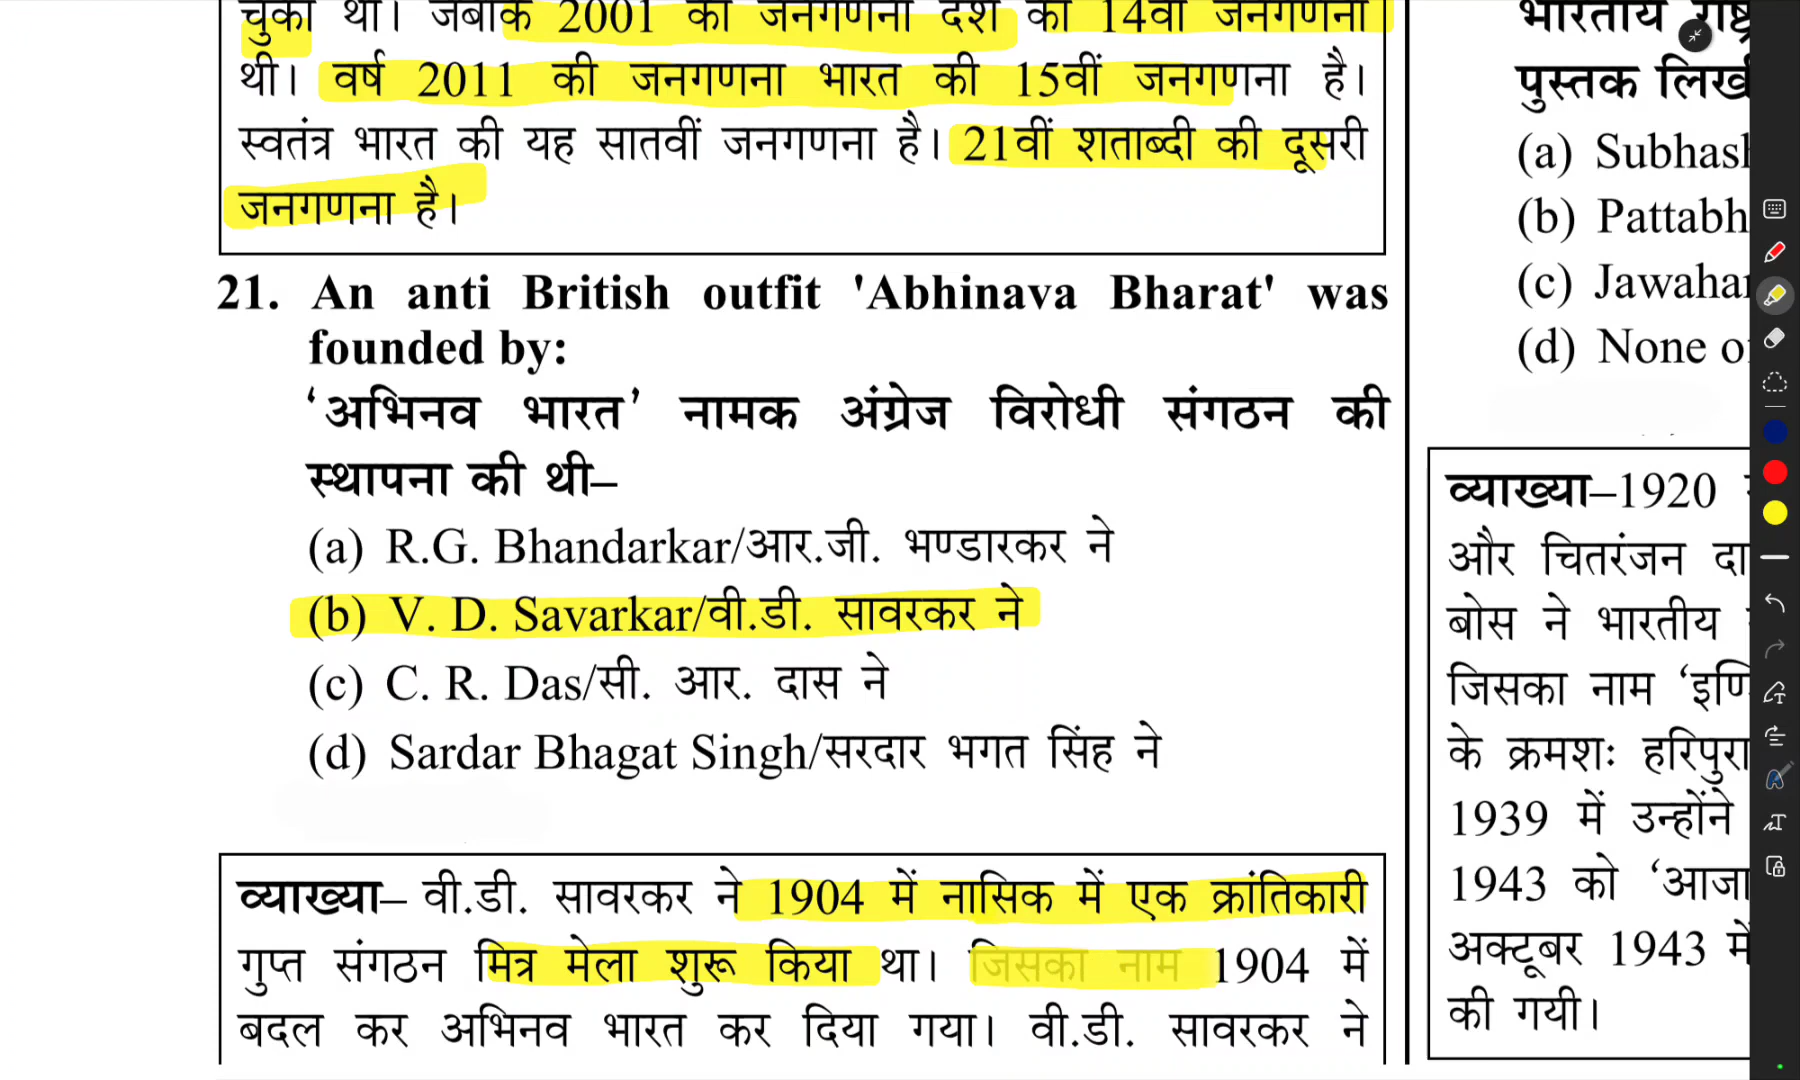 चुकी थी। जबकि 2001 की जनगणना देश की 14वीं जनगणना
थी। वर्ष 2011 की जनगणना भारत की 15वीं जनगणना है।
स्वतंत्र भारत की यह सातवीं जनगणना है। 21वीं शताब्दी की दूसरी
जनगणना है।
21. An anti British outfit 'Abhinava Bharat' was
founded by:
‘अभिनव भारत’ नामक अंग्रेज विरोधी संगठन की
स्थापना की थी–
(a) R.G. Bhandarkar/आर.जी. भण्डारकर ने
(b) V. D. Savarkar/वी.डी. सावरकर ने
(c) C. R. Das/सी. आर. दास ने
(d) Sardar Bhagat Singh/सरदार भगत सिंह ने
व्याख्या– वी.डी. सावरकर ने 1904 में नासिक में एक क्रांतिकारी
गुप्त संगठन मित्र मेला शुरू किया था। जिसका नाम 1904 में
बदल कर अभिनव भारत कर दिया गया। वी.डी. सावरकर ने
भारतीय
पुस्तक
(a)
(b)
(c)
(d) None
व्याख्या–1920
और चितरंजन
बोस ने भारतीय
जिसका नाम
के क्रमशः हरिपुरा
1939 में उन्होंने
1943 को
अक्टूबर 1943 में
की गयी।